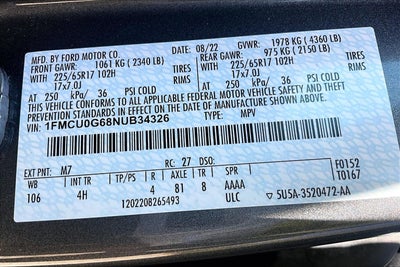 MFD. BY FORD MOTOR CO.
DATE: 08/22 GVWR: 1978 KG (4360 LB)
FRONT GAWR: 1061 KG (2340 LB) REAR GAWR: 975 KG (2150 LB)
WITH 225/65R17 102H TIRES WITH 225/65R17 102H TIRES
17x7.0J RIMS 17x7.0J RIMS
AT 250 kPa/ 36 PSI COLD AT 250 kPa/ 36 PSI COLD
THIS VEHICLE CONFORMS TO ALL APPLICABLE FEDERAL MOTOR VEHICLE SAFETY AND THEFT
PREVENTION STANDARDS IN EFFECT ON THE DATE OF MANUFACTURE SHOWN ABOVE.
VIN: 1FMCU0G68NUB34326 TYPE: MPV
EXT PNT: M7 RC: 27 DSO: F0152
WB INT TR TP/PS R AXLE TR SPR T0167
106 4H 4 81 8 AAAA
1202208265493 ULC 5U5A-3520472-AA